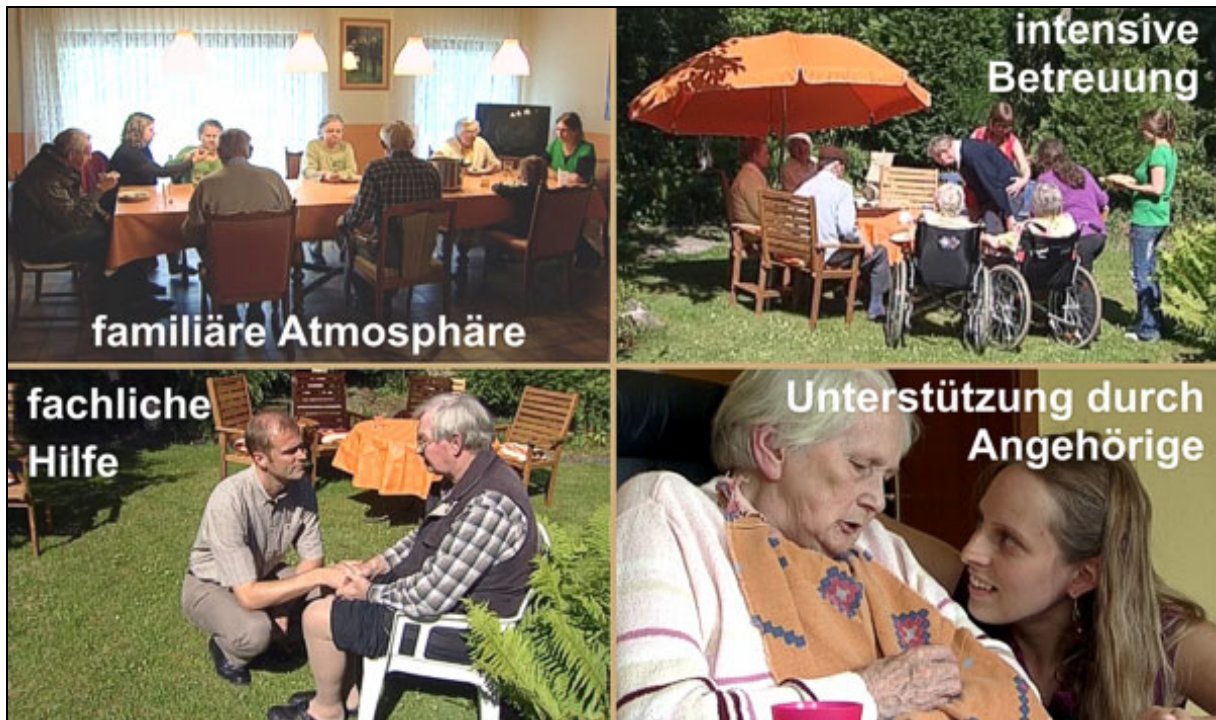 familiäre Atmosphäre
intensive
Betreuung
fachliche
Hilfe
Unterstützung durch
Angehörige